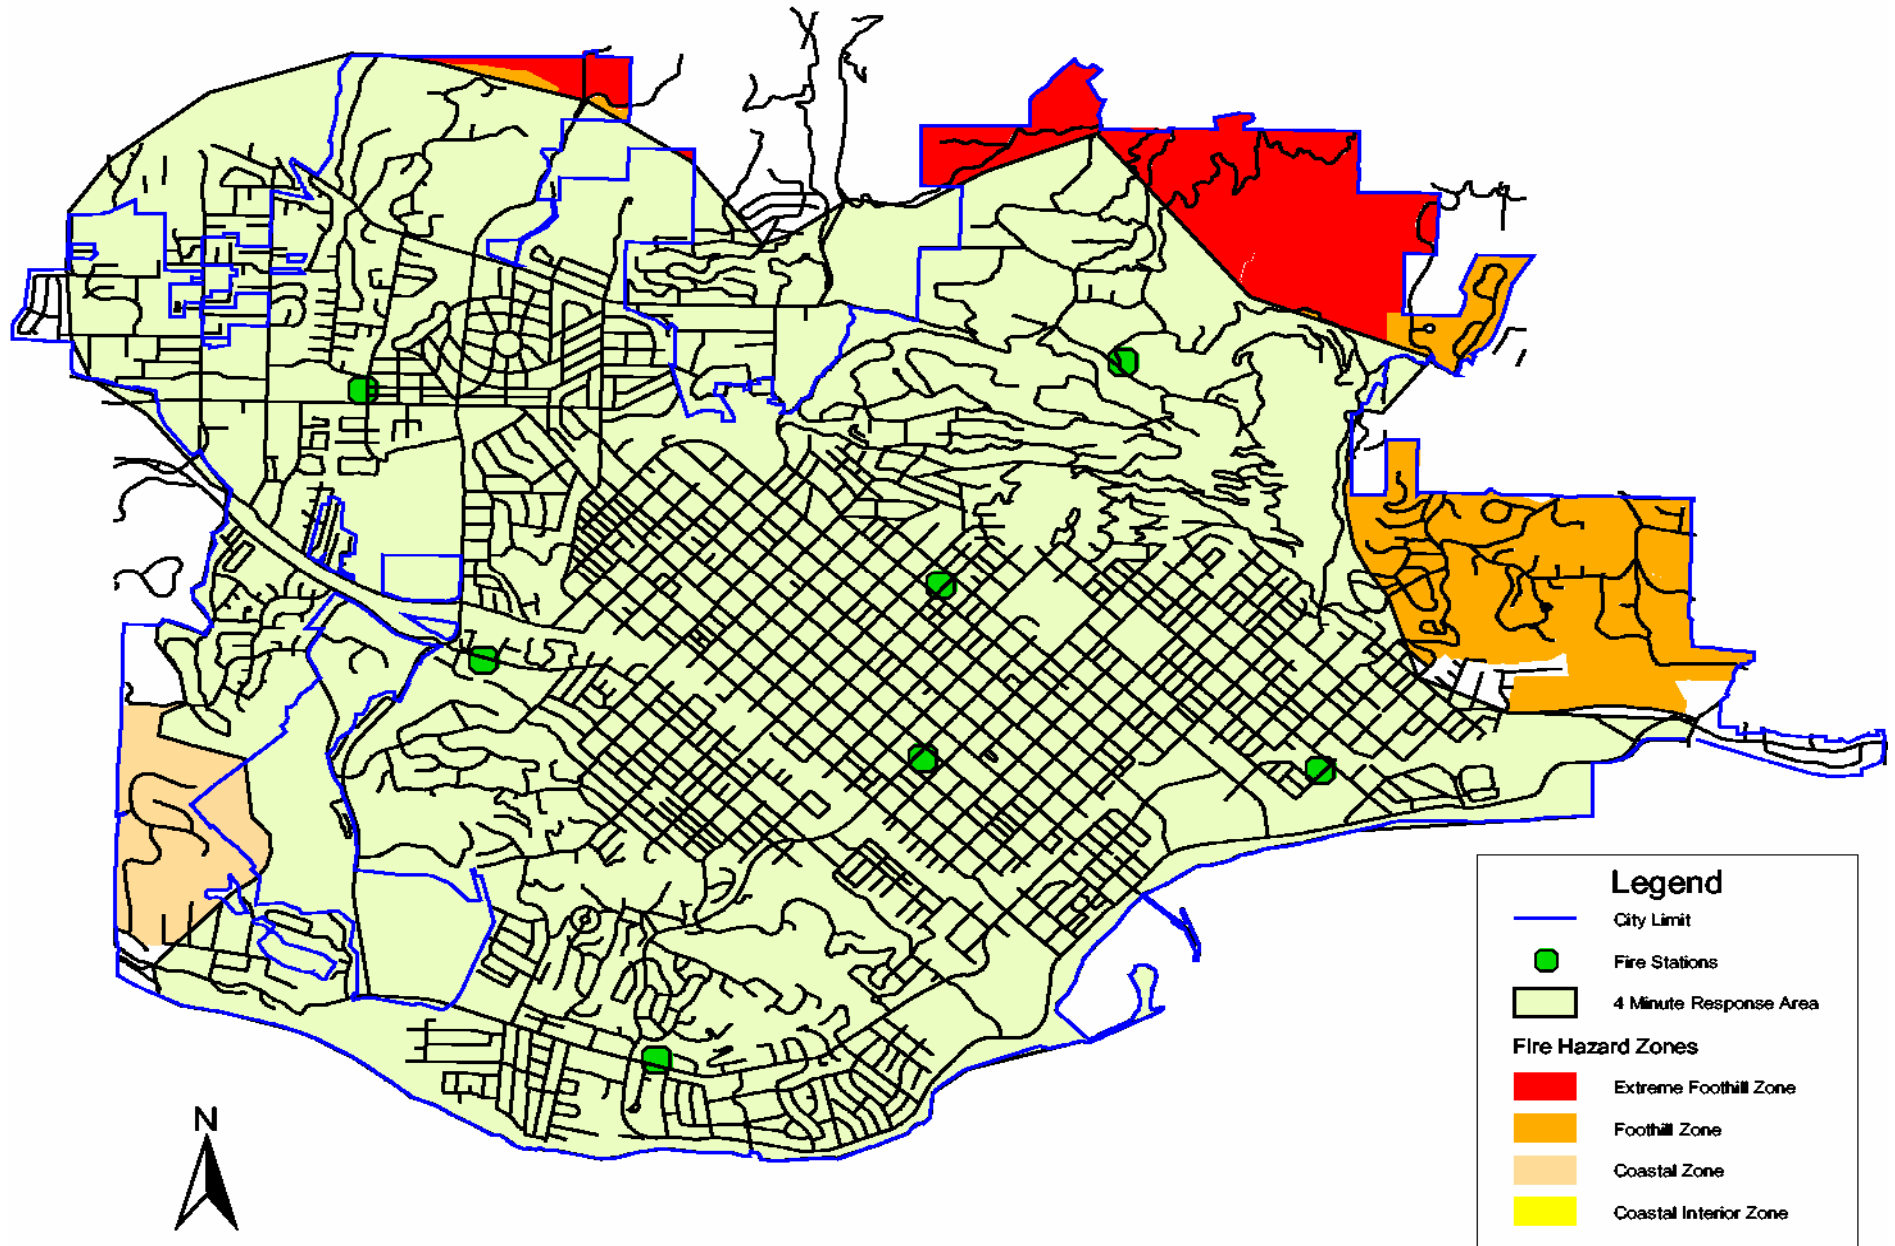 Legend
City Limit
Fire Stations
4 Minute Response Area
Fire Hazard Zones
Extreme Foothill Zone
Foothill Zone
Coastal Zone
Coastal Interior Zone
N